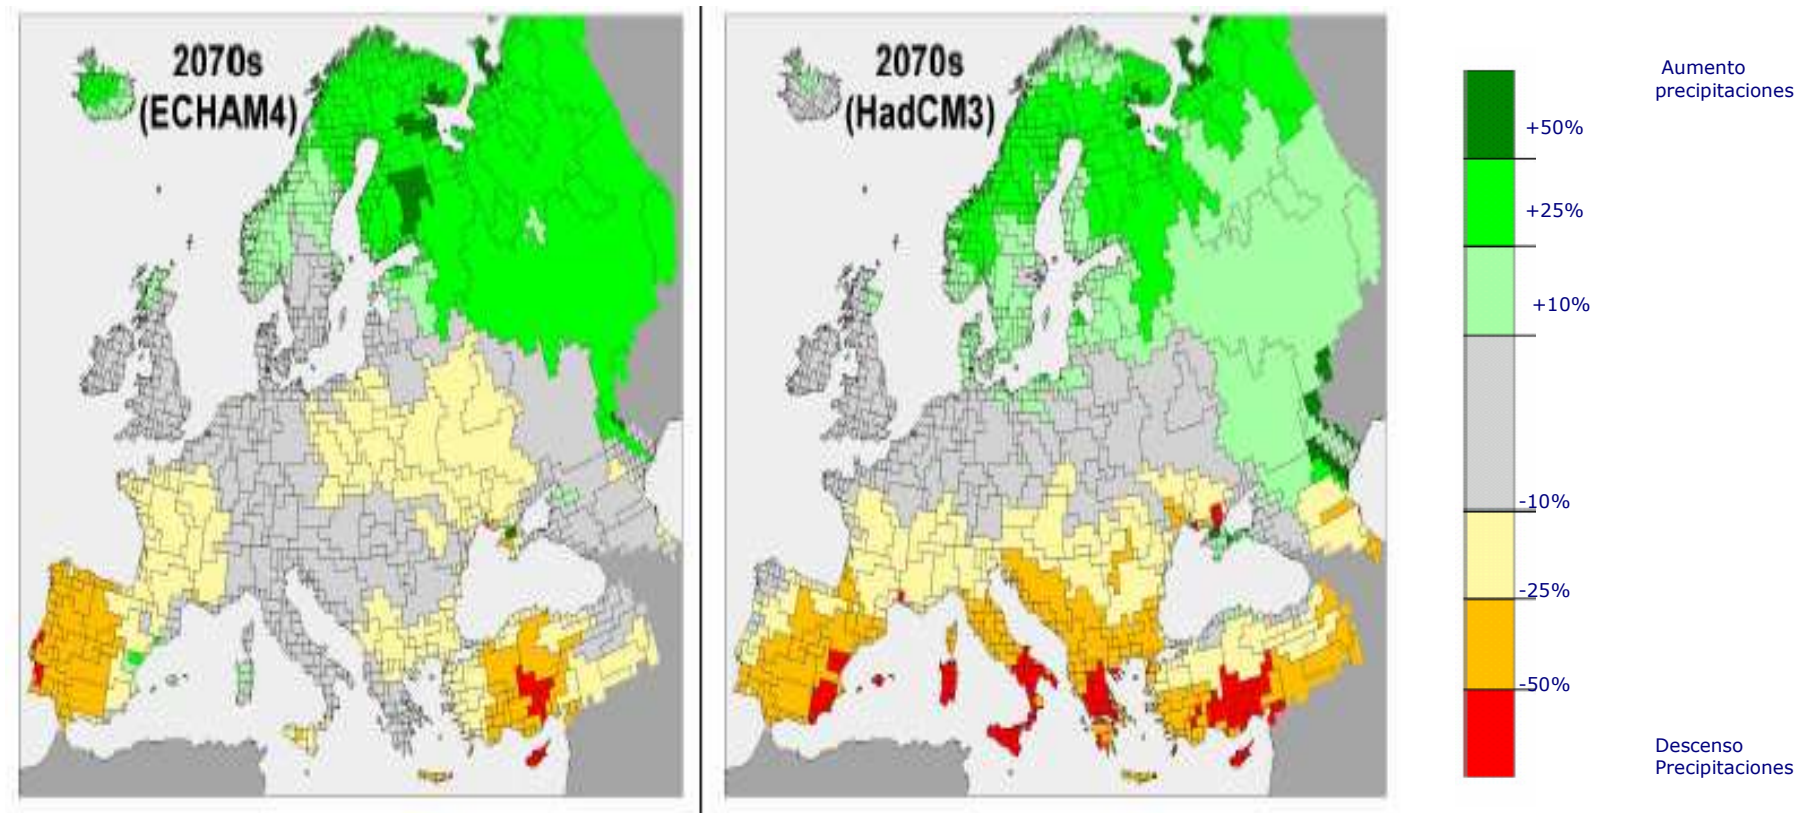 2070s
(ECHAM4)
2070s
(HadCM3)
Aumento
precipitaciones
+50%
+25%
+10%
-10%
-25%
-50%
Descenso
Precipitaciones